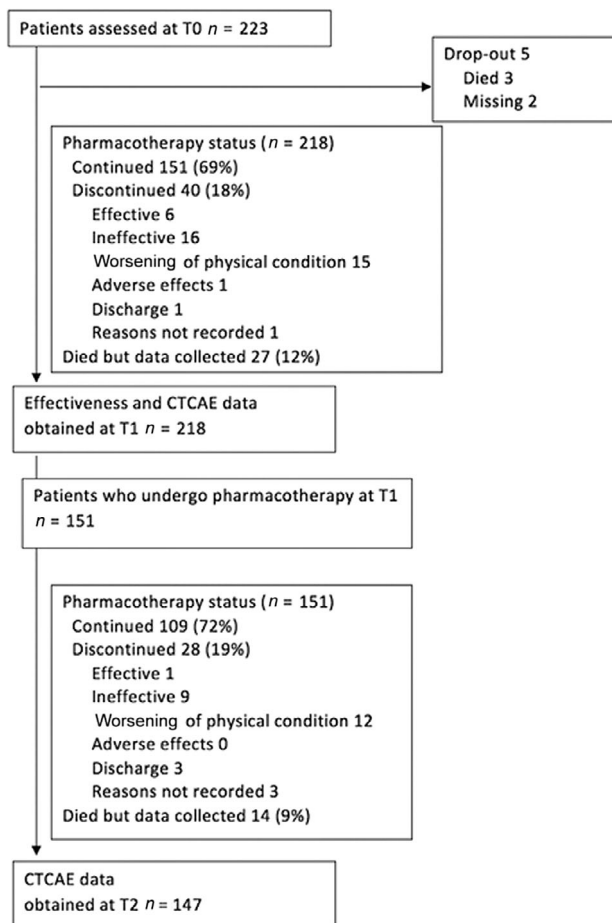 Patients assessed at T0 n = 223
Drop-out 5
Died 3
Missing 2
Pharmacotherapy status (n = 218)
Continued 151 (69%)
Discontinued 40 (18%)
Effective 6
Ineffective 16
Worsening of physical condition 15
Adverse effects 1
Discharge 1
Reasons not recorded 1
Died but data collected 27 (12%)
Effectiveness and CTCAE data
obtained at T1 n = 218
Patients who undergo pharmacotherapy at T1
n = 151
Pharmacotherapy status (n = 151)
Continued 109 (72%)
Discontinued 28 (19%)
Effective 1
Ineffective 9
Worsening of physical condition 12
Adverse effects 0
Discharge 3
Reasons not recorded 3
Died but data collected 14 (9%)
CTCAE data
obtained at T2 n = 147